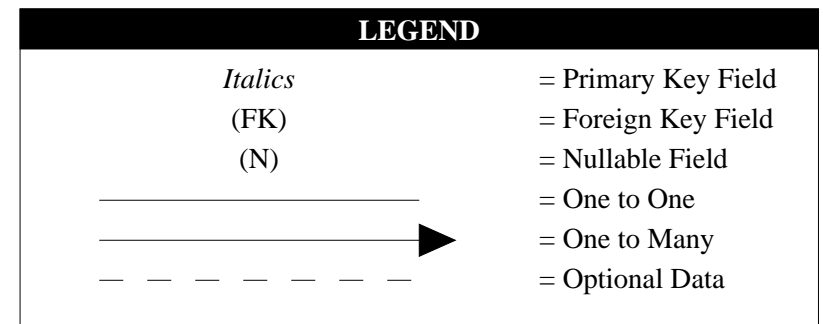 LEGEND
Italics = Primary Key Field
(FK) = Foreign Key Field
(N) = Nullable Field
= One to One
= One to Many
= Optional Data